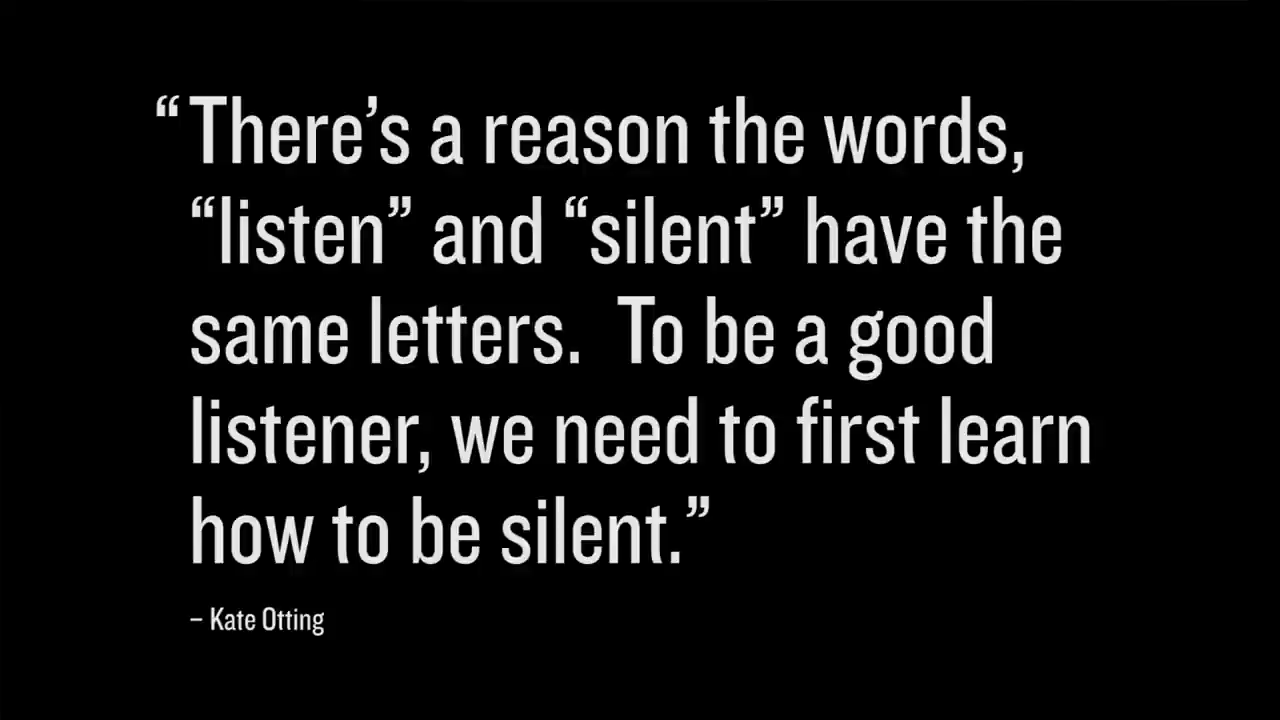 “There’s a reason the words,
“listen” and “silent” have the
same letters.  To be a good
listener, we need to first learn
how to be silent.”
– Kate Otting